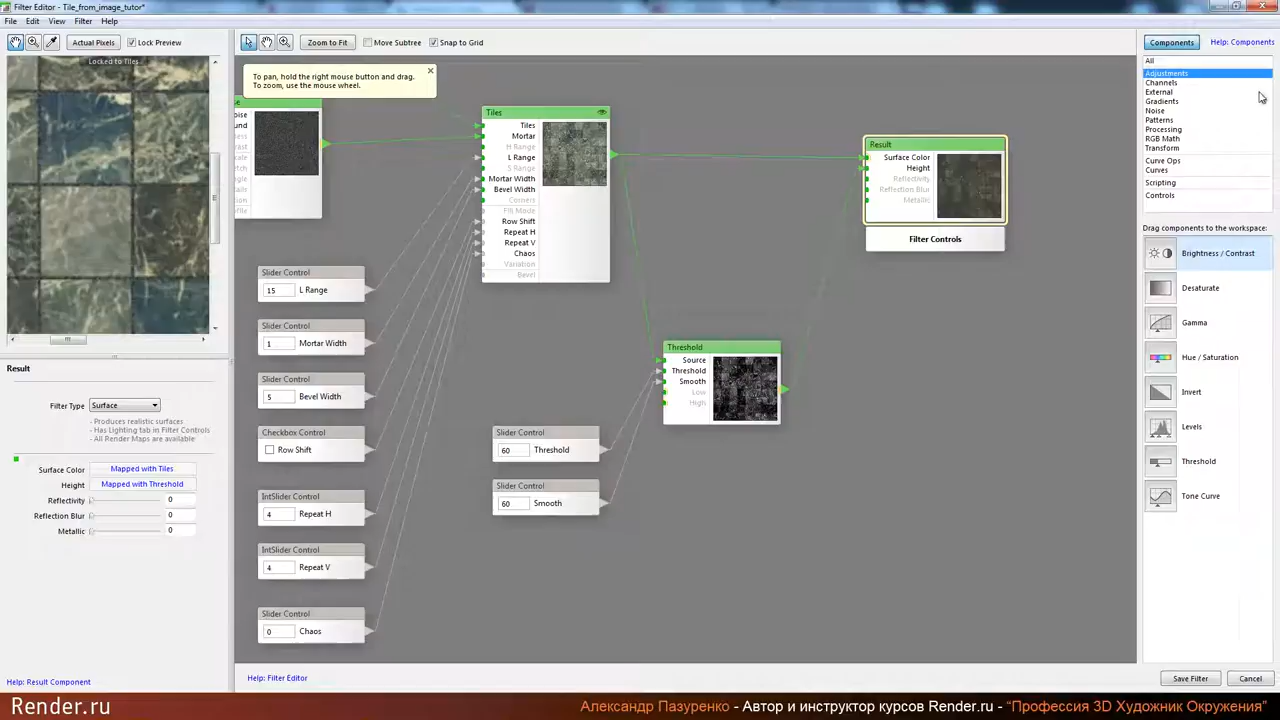 Filter Editor - Tile_from_image_tutor*
File Edit View Filter Help
Actual Pixels Lock Preview
Zoom to Fit Move Subtree Snap to Grid
Components Help: Components
Locked to Tiles
To pan, hold the right mouse button and drag.
To zoom, use the mouse wheel.
Tiles
Tiles
Mortar
H Range
L Range
S Range
Mortar Width
Bevel Width
Corners
Fill Mode
Row Shift
Repeat H
Repeat V
Chaos
Variation
Bevel
Result
Surface Color
Height
Reflectivity
Reflection Blur
Metallic
Filter Controls
Slider Control
15 L Range
Slider Control
1 Mortar Width
Slider Control
5 Bevel Width
Checkbox Control
Row Shift
IntSlider Control
4 Repeat H
IntSlider Control
4 Repeat V
Slider Control
0 Chaos
Threshold
Source
Threshold
Smooth
Low
High
Slider Control
60 Threshold
Slider Control
60 Smooth
Result
Filter Type Surface
- Produces realistic surfaces
- Has Lighting tab in Filter Controls
- All Render Maps are available
Surface Color Mapped with Tiles
Height Mapped with Threshold
Reflectivity 0
Reflection Blur 0
Metallic 0
Help: Result Component
Help: Filter Editor
All
Adjustments
Channels
External
Gradients
Noise
Patterns
Processing
RGB Math
Transform
Curve Ops
Curves
Scripting
Controls
Drag components to the workspace:
Brightness / Contrast
Desaturate
Gamma
Hue / Saturation
Invert
Levels
Threshold
Tone Curve
Save Filter Cancel
Render.ru
Александр Пазуренко - Автор и инструктор курсов Render.ru - “Профессия 3D Художник Окружения”